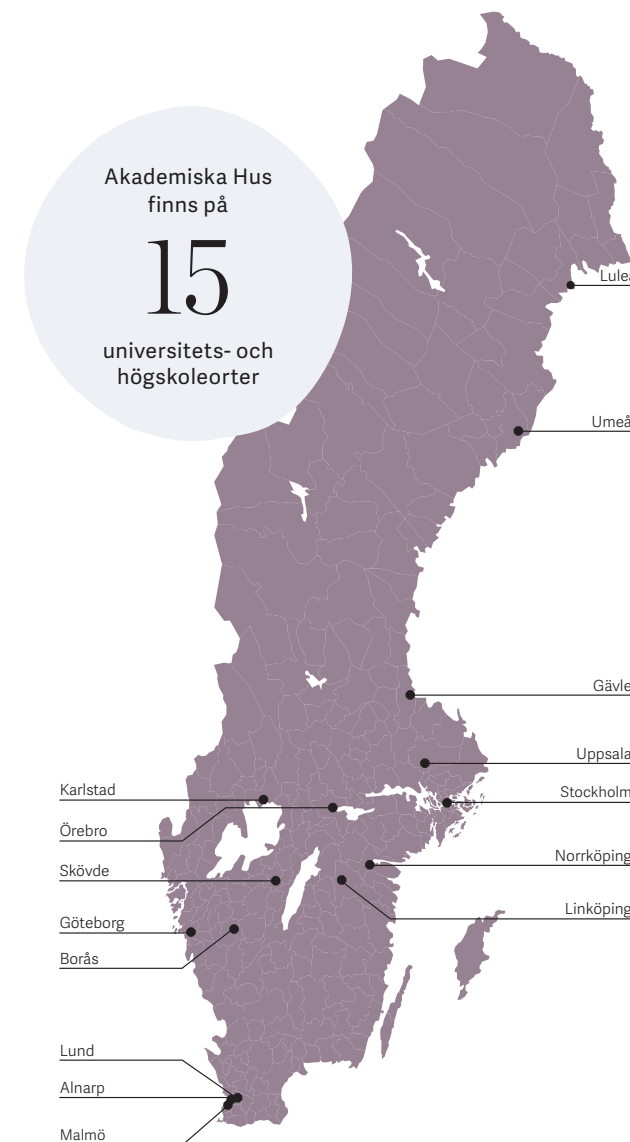 Akademiska Hus
finns på
15
universitets- och
högskoleorter
Luleå
Umeå
Gävle
Uppsala
Stockholm
Norrköping
Linköping
Karlstad
Örebro
Skövde
Göteborg
Borås
Lund
Alnarp
Malmö